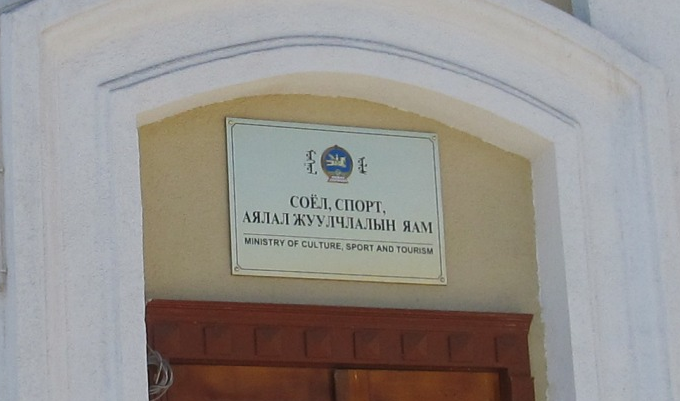 СОЁЛ, СПОРТ,
АЯЛАЛ ЖУУЛЧЛАЛЫН ЯАМ
MINISTRY OF CULTURE, SPORT AND TOURISM